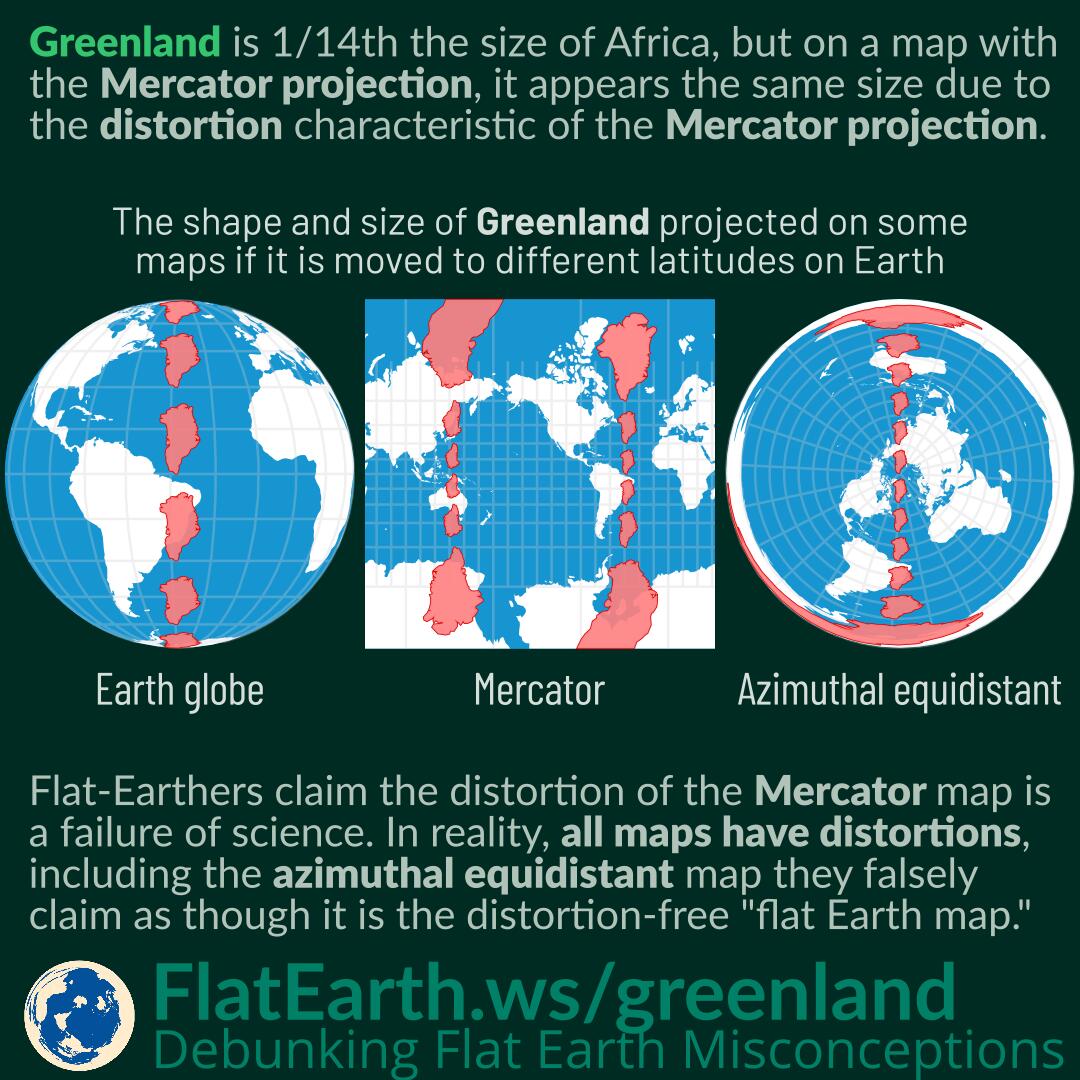 Greenland is 1/14th the size of Africa, but on a map with
the Mercator projection, it appears the same size due to
the distortion characteristic of the Mercator projection.
The shape and size of Greenland projected on some
maps if it is moved to different latitudes on Earth
Earth globe
Mercator
Azimuthal equidistant
Flat-Earthers claim the distortion of the Mercator map is
a failure of science. In reality, all maps have distortions,
including the azimuthal equidistant map they falsely
claim as though it is the distortion-free "flat Earth map."
FlatEarth.ws/greenland
Debunking Flat Earth Misconceptions